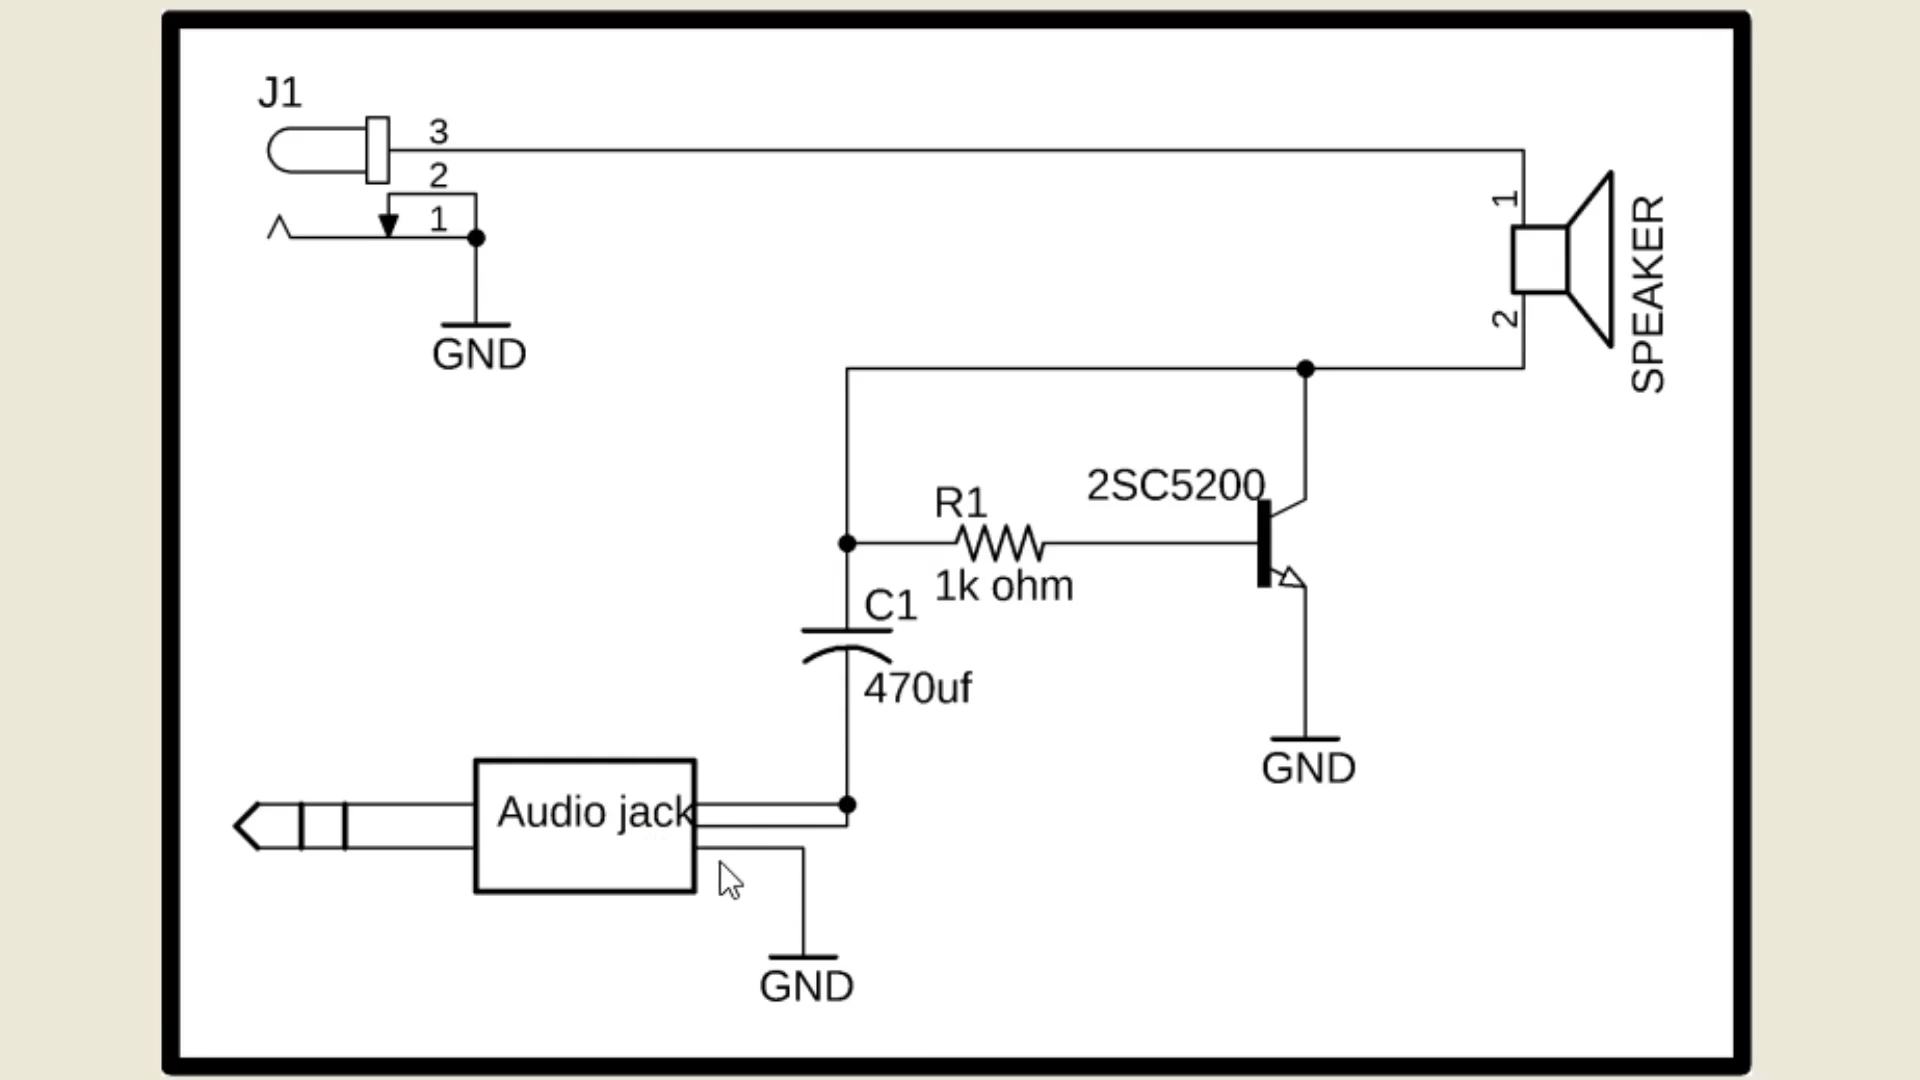 J1
3
2
1
GND
1
2
SPEAKER
2SC5200
R1
1k ohm
C1
470uf
Audio jack
GND
GND